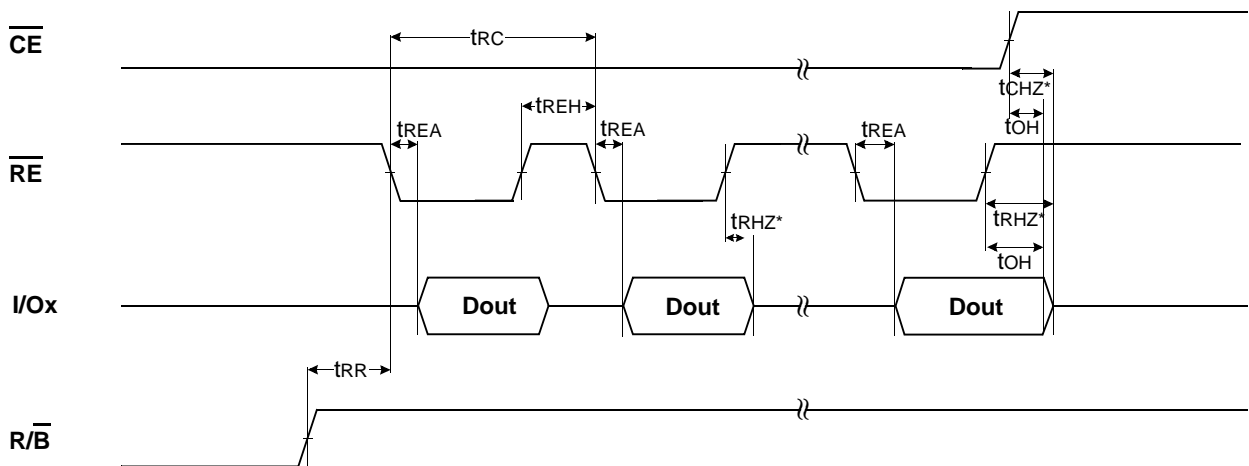 CE
tRC
tCHZ*
tREH
tOH
tREA
tREA
tREA
RE
tRHZ*
tRHZ*
tOH
I/Ox
Dout
Dout
Dout
tRR
R/B